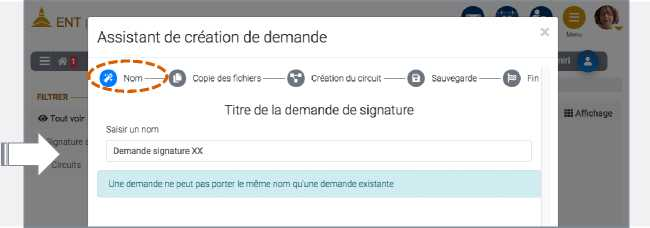 ENT
Menu
Assistant de création de demande
×
1
Nom
Copie des fichiers
Création du circuit
Sauvegarde
Fin
FILTRER
Tout voir
Signature
Circuits
Affichage
Titre de la demande de signature
Saisir un nom
Demande signature XX
Une demande ne peut pas porter le même nom qu'une demande existante